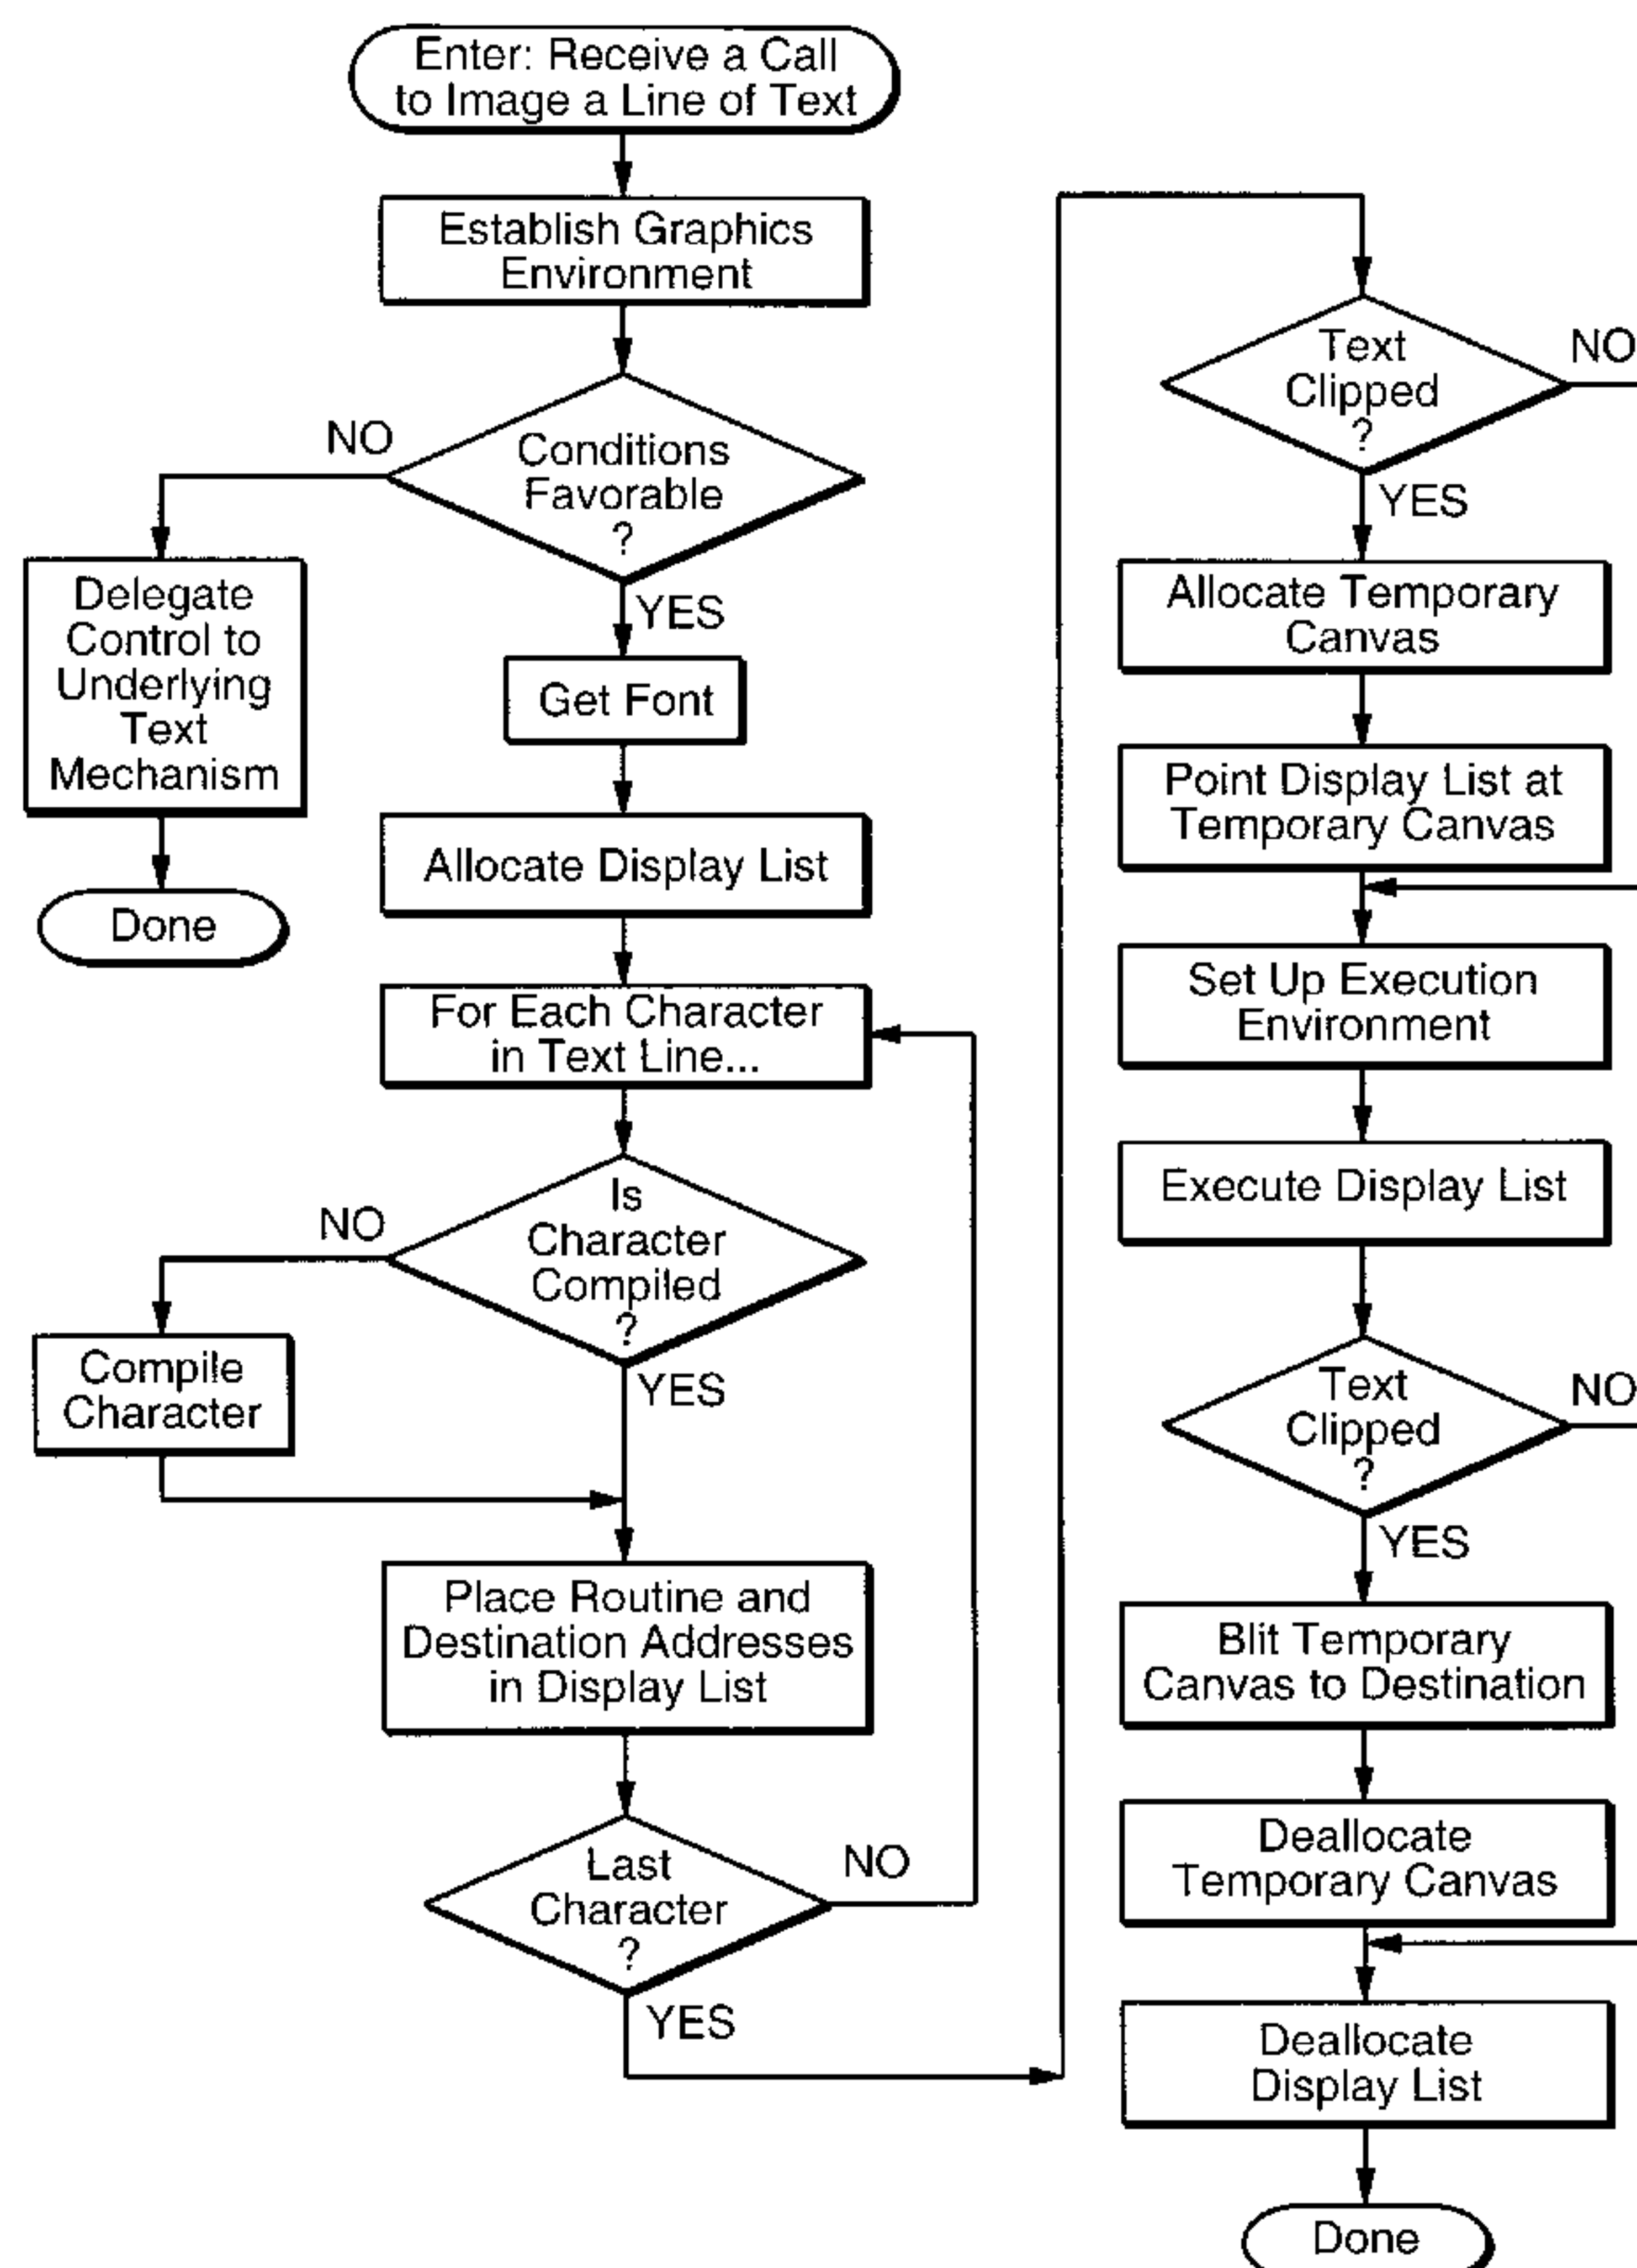 Enter: Receive a Call
to Image a Line of Text
Establish Graphics
Environment
Conditions
Favorable
?
NO
YES
Delegate
Control to
Underlying
Text
Mechanism
Done
Get Font
Allocate Display List
For Each Character
in Text Line...
Is
Character
Compiled
?
NO
YES
Compile
Character
Place Routine and
Destination Addresses
in Display List
Last
Character
?
NO
YES
Text
Clipped
?
NO
YES
Allocate Temporary
Canvas
Point Display List at
Temporary Canvas
Set Up Execution
Environment
Execute Display List
Text
Clipped
?
NO
YES
Blit Temporary
Canvas to Destination
Deallocate
Temporary Canvas
Deallocate
Display List
Done